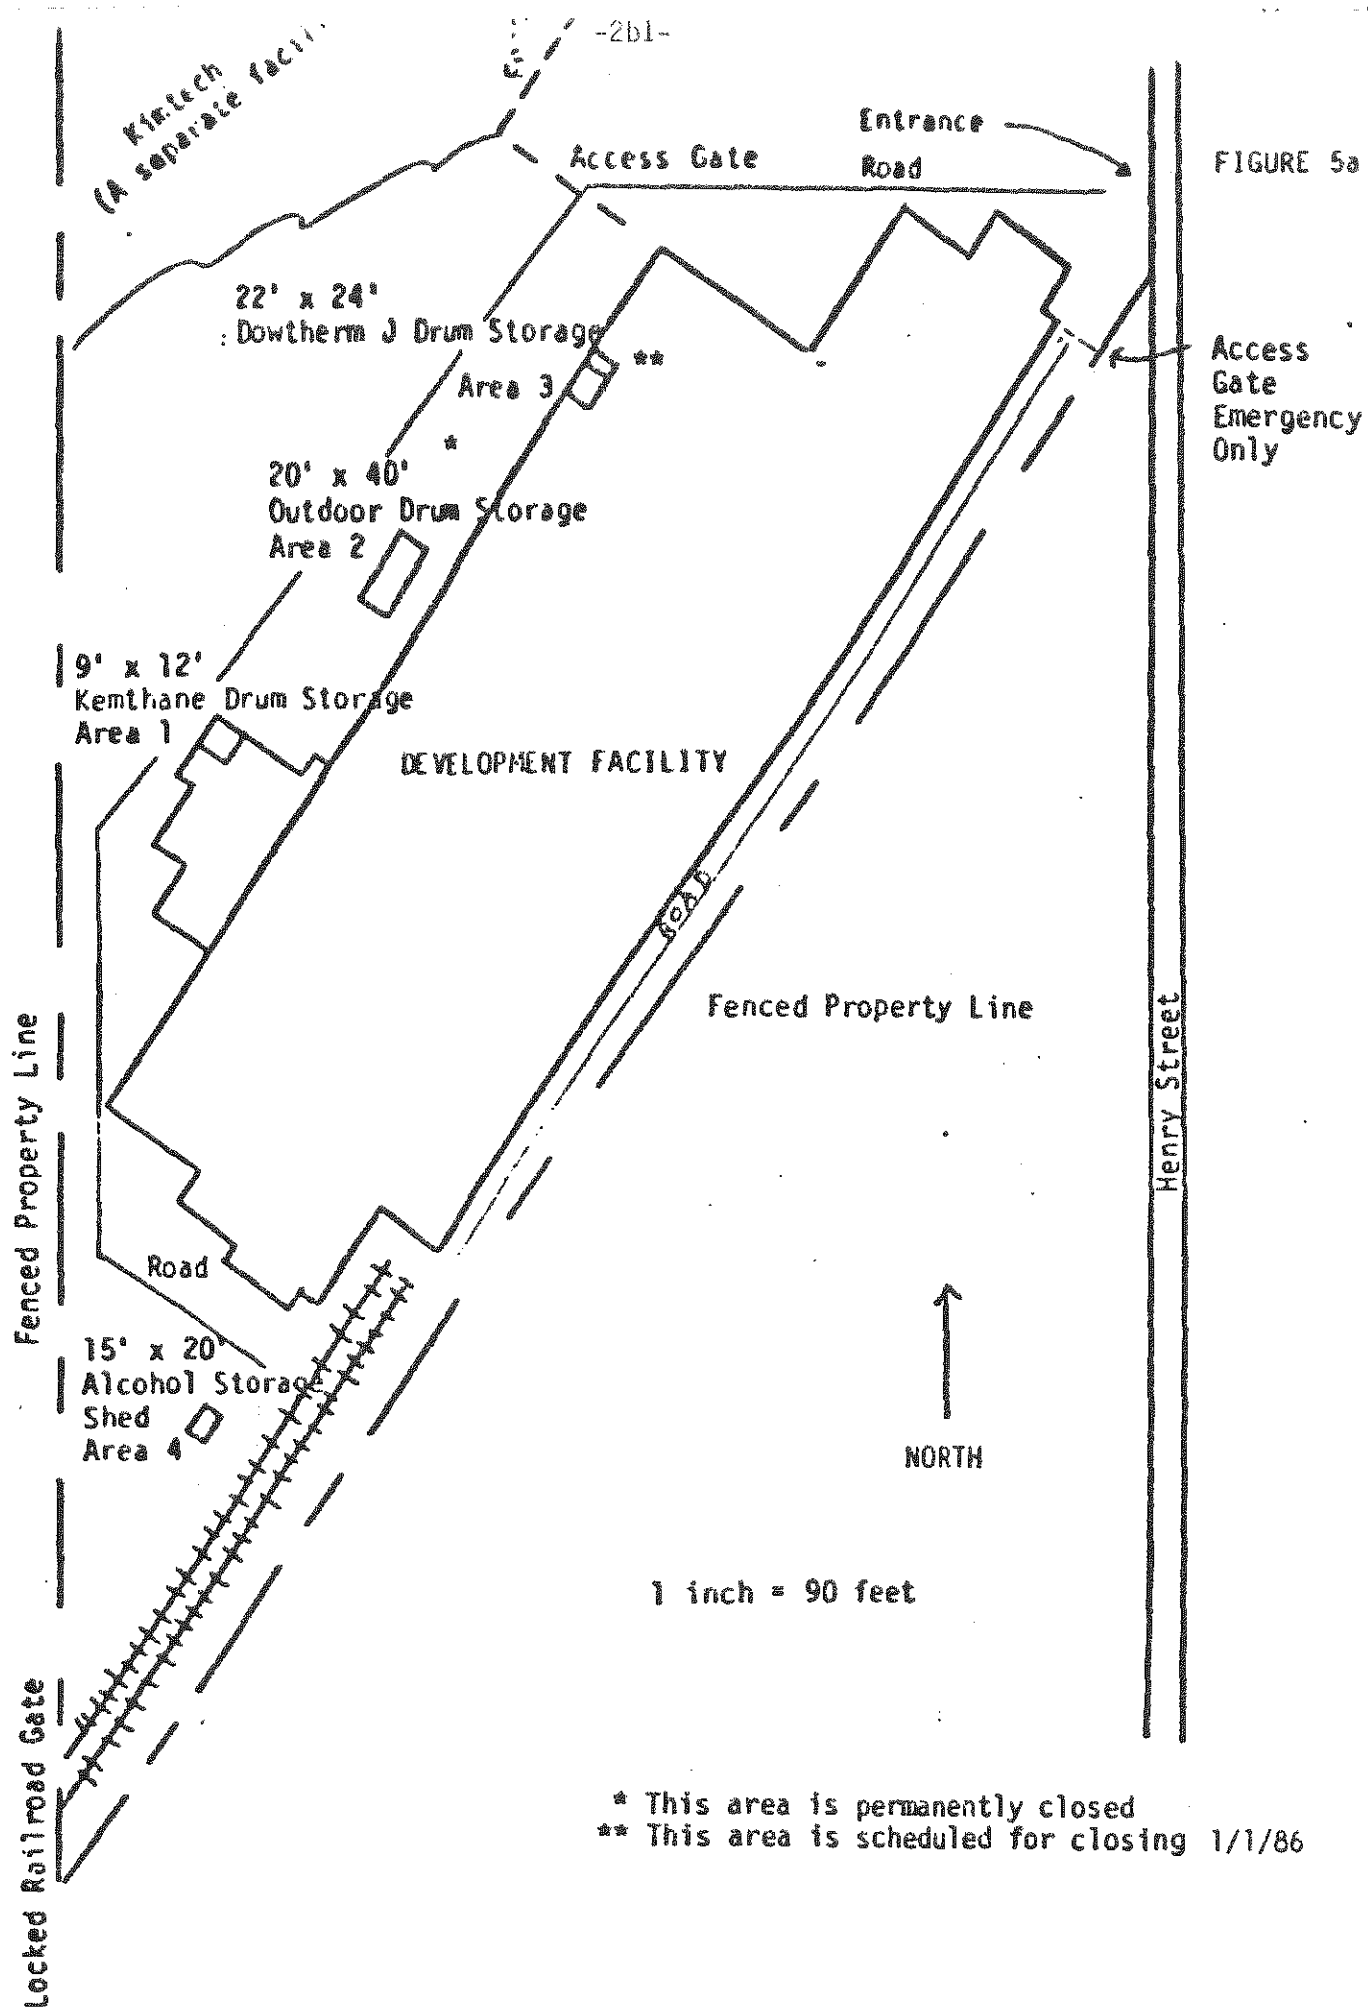 -2b1-
(A separate
Entrance
Road
FIGURE 5a
Access Gate
22' x 24'
Dowtherm J Drum Storage
Area 3
**
*
Access
Gate
Emergency
Only
20' x 40'
Outdoor Drum Storage
Area 2
9' x 12'
Kemthane Drum Storage
Area 1
DEVELOPMENT FACILITY
ROAD
Fenced Property Line
Fenced Property Line
Henry Street
Road
15' x 20'
Alcohol Storage
Shed
Area 4
NORTH
1 inch = 90 feet
Locked Railroad Gate
* This area is permanently closed
** This area is scheduled for closing 1/1/86